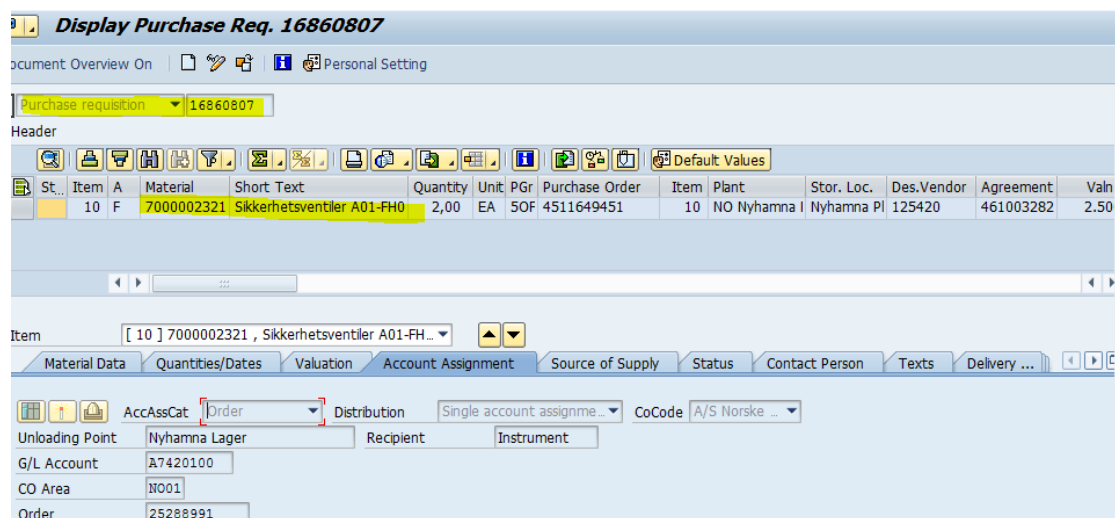 Display Purchase Req. 16860807
ocument Overview On Personal Setting
Purchase requisition 16860807
Header
Default Values
St... Item A Material Short Text Quantity Unit PGr Purchase Order Item Plant Stor. Loc. Des.Vendor Agreement Valn
10 F 7000002321 Sikkerhetsventiler A01-FH0 2,00 EA 5OF 4511649451 10 NO Nyhamna I Nyhamna Pl 125420 461003282 2.50
Item [ 10 ] 7000002321 , Sikkerhetsventiler A01-FH...
Material Data Quantities/Dates Valuation Account Assignment Source of Supply Status Contact Person Texts Delivery ...
AccAssCat Order Distribution Single account assignme... CoCode A/S Norske ...
Unloading Point Nyhamna Lager Recipient Instrument
G/L Account A7420100
CO Area NO01
Order 25288991